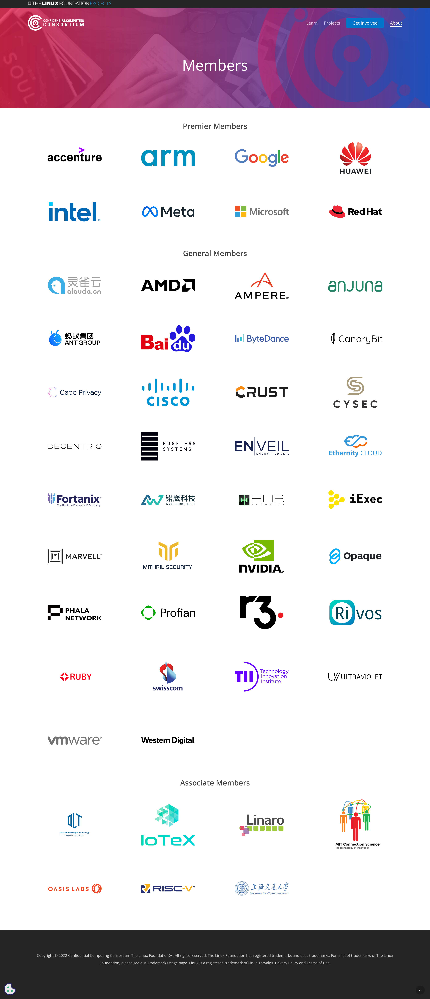 THE LINUX FOUNDATION PROJECTS
CONFIDENTIAL COMPUTING
CONSORTIUM
Learn Projects Get Involved About
SOUL
Members
Premier Members
accenture
arm
Google
HUAWEI
intel®
Meta
Microsoft
Red Hat
General Members
灵雀云
alauda.cn
AMD
AMPERE™
anjuna
蚂蚁集团
ANT GROUP
Baidu
ByteDance
CanaryBit
Cape Privacy
CISCO
CRUST
CYSEC
DECENTRIQ
EDGELESS
SYSTEMS
ENVEIL
ENCRYPTED VEIL
Ethernity CLOUD
Fortanix®
The Runtime Encryption® Company
锘崴科技
NVXCLOUDS TECH
HUB
SECURITY
iExec
MARVELL™
MITHRIL SECURITY
NVIDIA®
Opaque
PHALA
NETWORK
Profian
r3.
Rivos
RUBY
swisscom
TII
Technology
Innovation
Institute
ULTRAVIOLET
vmware®
Western Digital.
Associate Members
DLT
Distributed Ledger Technology
Research Foundation
IoTeX
Linaro
MIT Connection Science
the technology of innovation
OASIS LABS
RISC-V®
上海交通大学
SHANGHAI JIAO TONG UNIVERSITY
Copyright © 2022 Confidential Computing Consortium The Linux Foundation® . All rights reserved. The Linux Foundation has registered trademarks and uses trademarks. For a list of trademarks of The Linux
Foundation, please see our Trademark Usage page. Linux is a registered trademark of Linus Torvalds. Privacy Policy and Terms of Use.